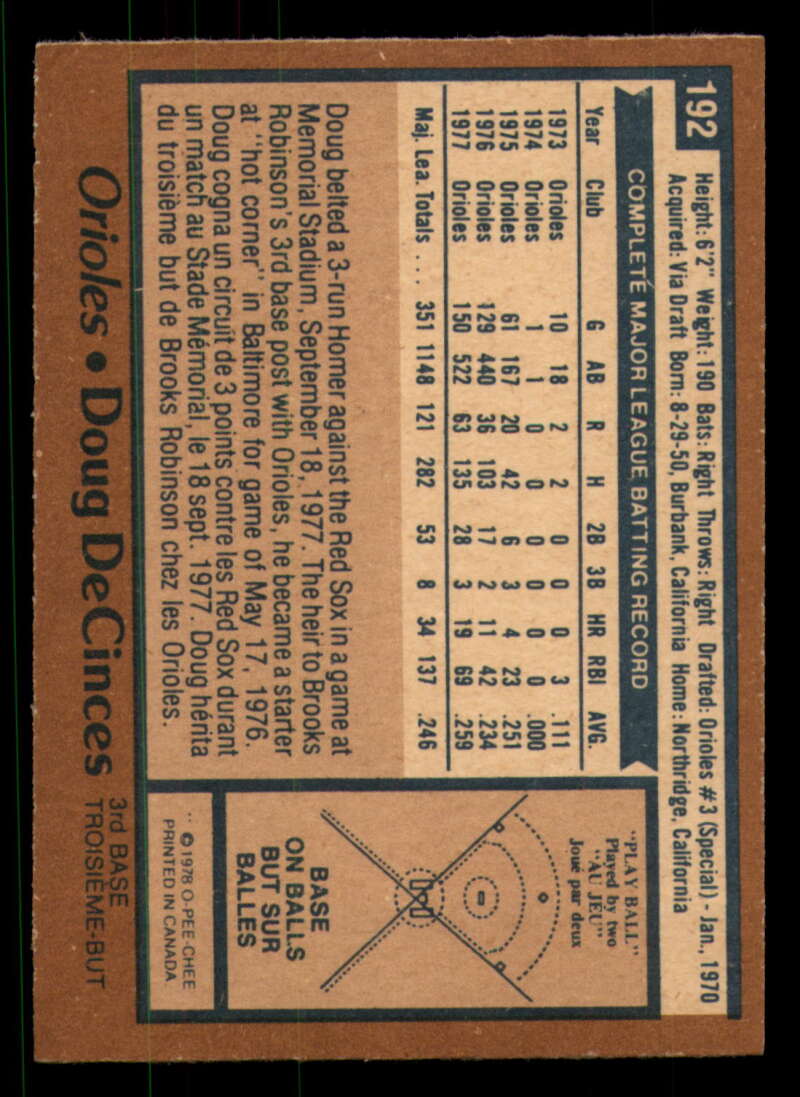 192
Height: 6'2" Weight: 190 Bats: Right Throws: Right Drafted: Orioles #3 (Special) - Jan., 1970
Acquired: Via Draft Born: 8-29-50, Burbank, California Home: Northridge, California
COMPLETE MAJOR LEAGUE BATTING RECORD
Year Club G AB R H 2B 3B HR RBI AVG.
1973 Orioles 10 18 2 2 0 0 0 3 .111
1974 Orioles 1 1 0 0 0 0 0 0 .000
1975 Orioles 61 167 20 42 6 3 4 23 .251
1976 Orioles 129 440 36 103 17 2 11 42 .234
1977 Orioles 150 522 63 135 28 3 19 69 .259
Maj. Lea. Totals ... 351 1148 121 282 53 8 34 137 .246
Doug belted a 3-run Homer against the Red Sox in a game at
Memorial Stadium, September 18, 1977. The heir to Brooks
Robinson's 3rd base post with Orioles, he became a starter
at "hot corner" in Baltimore for game of May 17, 1976.
Doug cogna un circuit de 3 points contre les Red Sox durant
un match au Stade Mémorial, le 18 sept. 1977. Doug hérita
du troisième but de Brooks Robinson chez les Orioles.
"PLAY BALL"
Played by two
"AU JEU"
Joué par deux
BASE
ON BALLS
BUT SUR
BALLES
© 1978 O-PEE-CHEE
PRINTED IN CANADA
Orioles • Doug DeCinces
3rd BASE
TROISIÈME-BUT